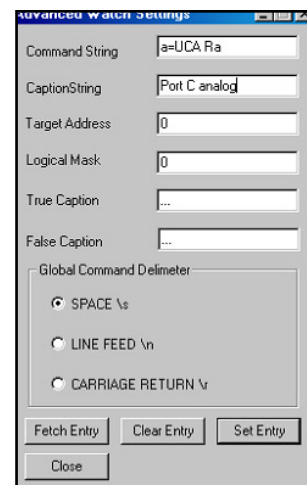 Advanced Watch Settings
Command String a=UCA Ra
CaptionString Port C analog
Target Address 0
Logical Mask 0
True Caption ...
False Caption ...
Global Command Delimeter
SPACE \s
LINE FEED \n
CARRIAGE RETURN \r
Fetch Entry Clear Entry Set Entry
Close